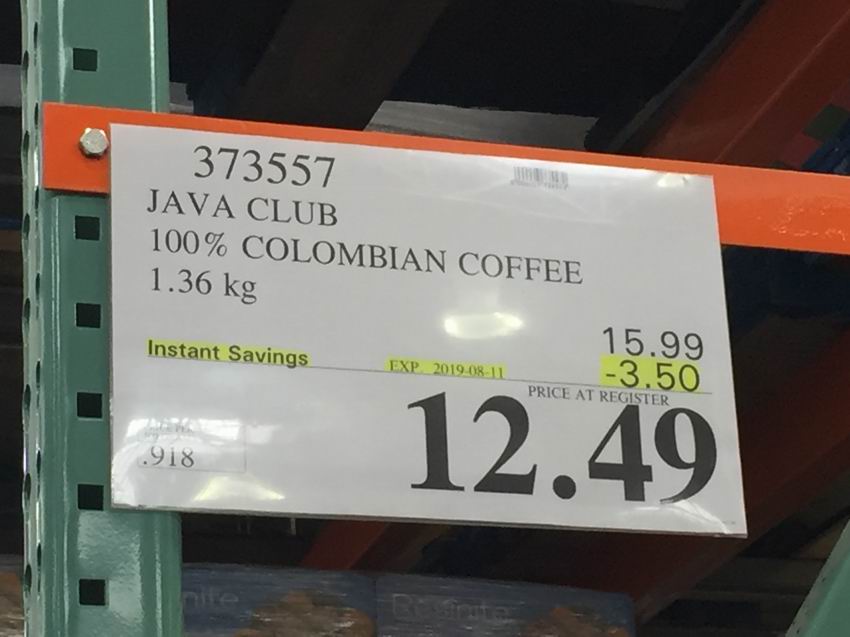 373557
JAVA CLUB
100% COLOMBIAN COFFEE
1.36 kg
15.99
Instant Savings EXP. 2019-08-11 -3.50
PRICE AT REGISTER
12.49
.918